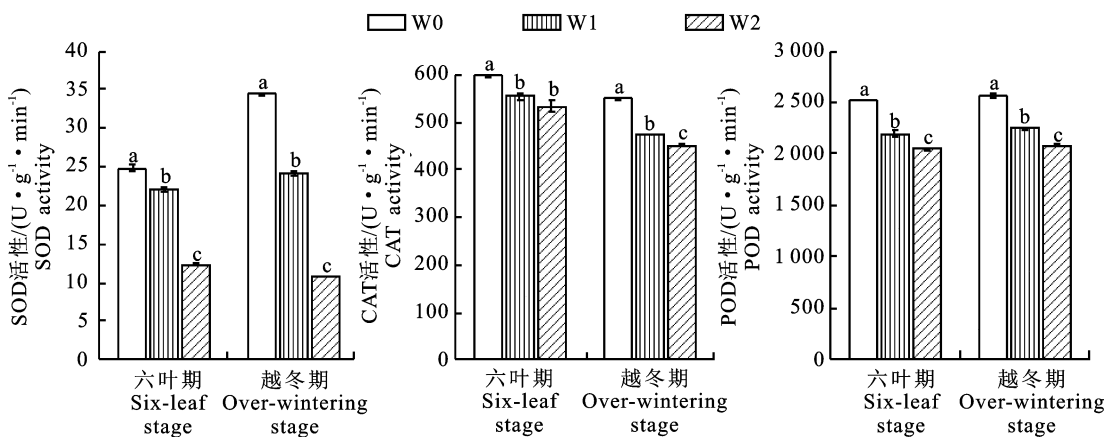 W0 W1 W2
SOD活性/(U·g⁻¹·min⁻¹)
SOD activity
40
35
30
25
20
15
10
5
0
a
b
c
a
b
c
六叶期
Six-leaf
stage
越冬期
Over-wintering
stage
CAT活性/(U·g⁻¹·min⁻¹)
CAT activity
600
500
400
300
200
100
0
a
b
b
a
b
c
六叶期
Six-leaf
stage
越冬期
Over-wintering
stage
POD活性/(U·g⁻¹·min⁻¹)
POD activity
3 000
2 500
2 000
1 500
1 000
500
0
a
b
c
a
b
c
六叶期
Six-leaf
stage
越冬期
Over-wintering
stage